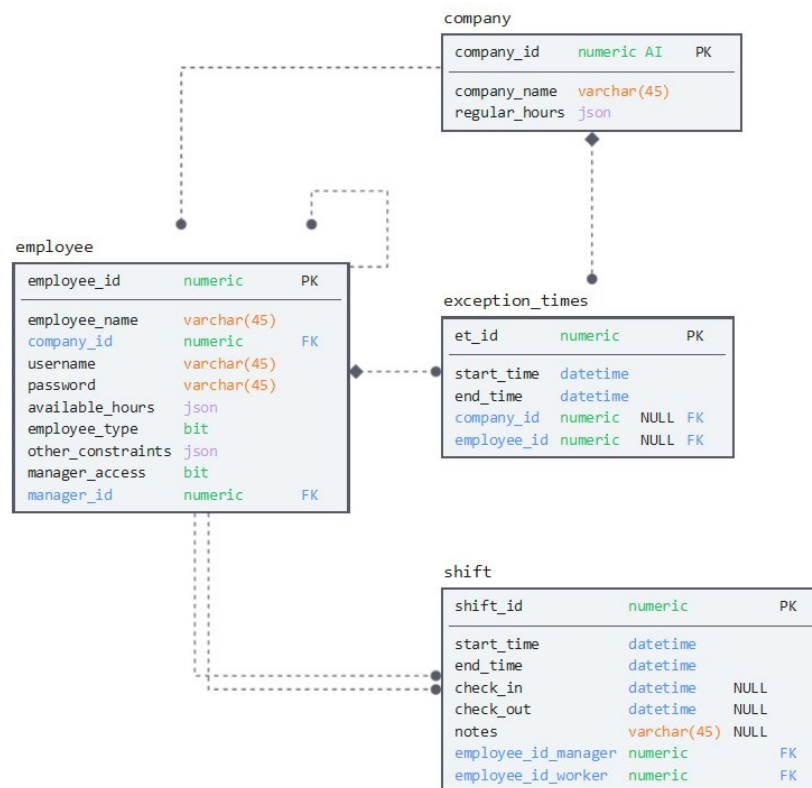 company
company_id numeric AI PK
company_name varchar(45)
regular_hours json
employee
employee_id numeric PK
employee_name varchar(45)
company_id numeric FK
username varchar(45)
password varchar(45)
available_hours json
employee_type bit
other_constraints json
manager_access bit
manager_id numeric FK
exception_times
et_id numeric PK
start_time datetime
end_time datetime
company_id numeric NULL FK
employee_id numeric NULL FK
shift
shift_id numeric PK
start_time datetime
end_time datetime
check_in datetime NULL
check_out datetime NULL
notes varchar(45) NULL
employee_id_manager numeric FK
employee_id_worker numeric FK